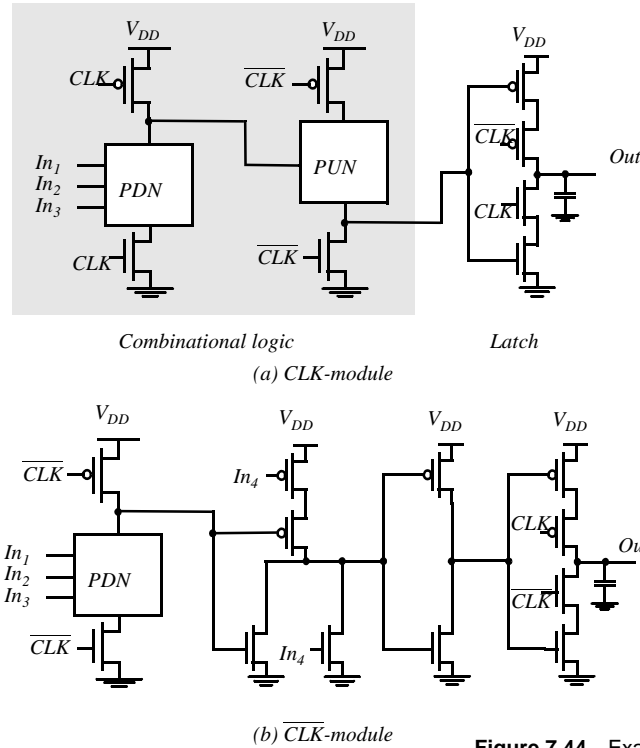 V_DD V_DD V_DD
CLK CLK̅ CLK̅
In_1
In_2
In_3
PDN PUN CLK Out
CLK CLK̅
Combinational logic Latch
(a) CLK-module
V_DD V_DD V_DD V_DD
CLK̅ In_4
CLK
In_1
In_2
In_3
PDN Ou
CLK̅
CLK̅ In_4
(b) CLK̅-module Figure 7.44 Exa